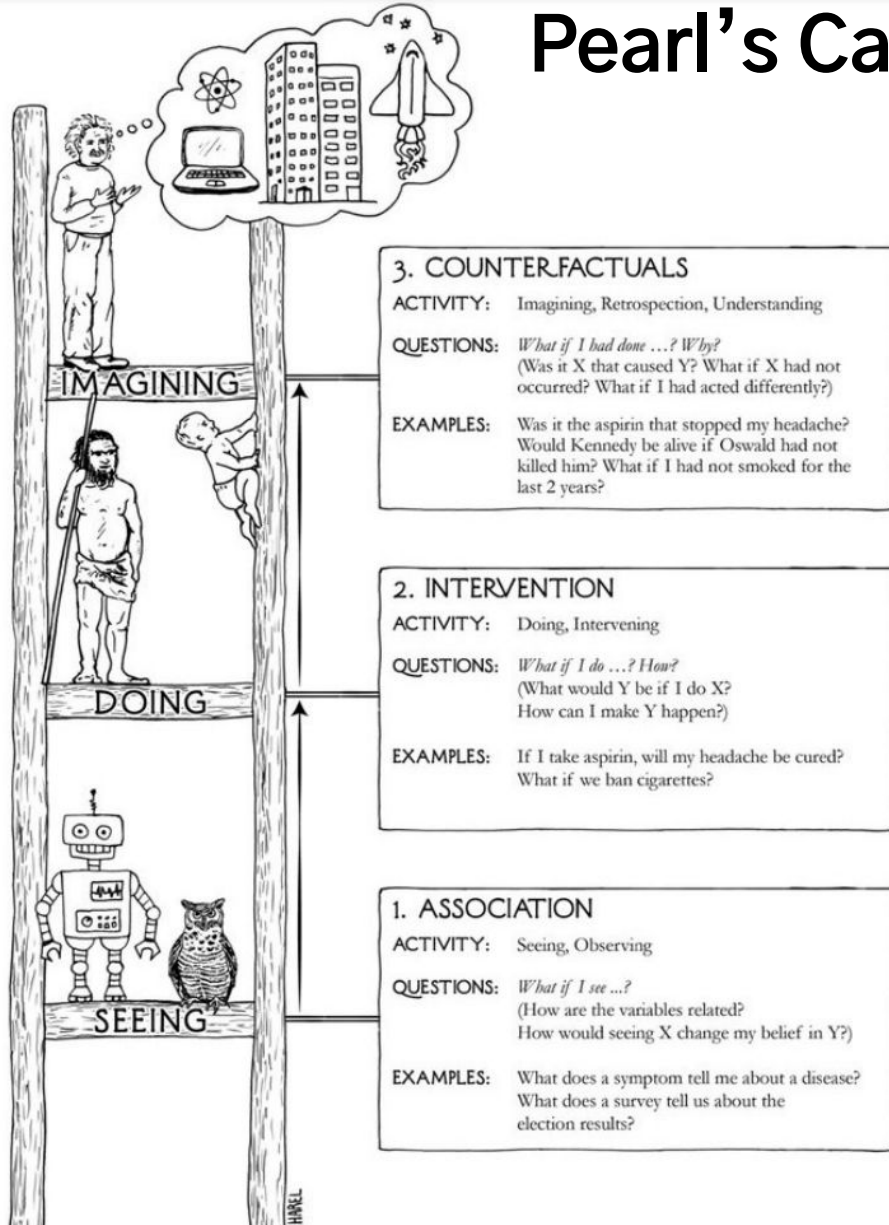 Pearl’s Ca
3. COUNTERFACTUALS
ACTIVITY: Imagining, Retrospection, Understanding
QUESTIONS: What if I had done ...? Why?
(Was it X that caused Y? What if X had not
occurred? What if I had acted differently?)
EXAMPLES: Was it the aspirin that stopped my headache?
Would Kennedy be alive if Oswald had not
killed him? What if I had not smoked for the
last 2 years?
IMAGINING
2. INTERVENTION
ACTIVITY: Doing, Intervening
QUESTIONS: What if I do ...? How?
(What would Y be if I do X?
How can I make Y happen?)
EXAMPLES: If I take aspirin, will my headache be cured?
What if we ban cigarettes?
DOING
1. ASSOCIATION
ACTIVITY: Seeing, Observing
QUESTIONS: What if I see ...?
(How are the variables related?
How would seeing X change my belief in Y?)
EXAMPLES: What does a symptom tell me about a disease?
What does a survey tell us about the
election results?
SEEING
HAREL